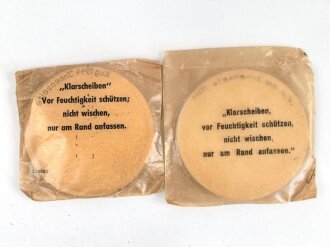 „Klarscheiben"
Vor Feuchtigkeit schützen;
nicht wischen,
nur am Rand anfassen.
„Klarscheiben,
vor Feuchtigkeit schützen,
nicht wischen,
nur am Rand anfassen."